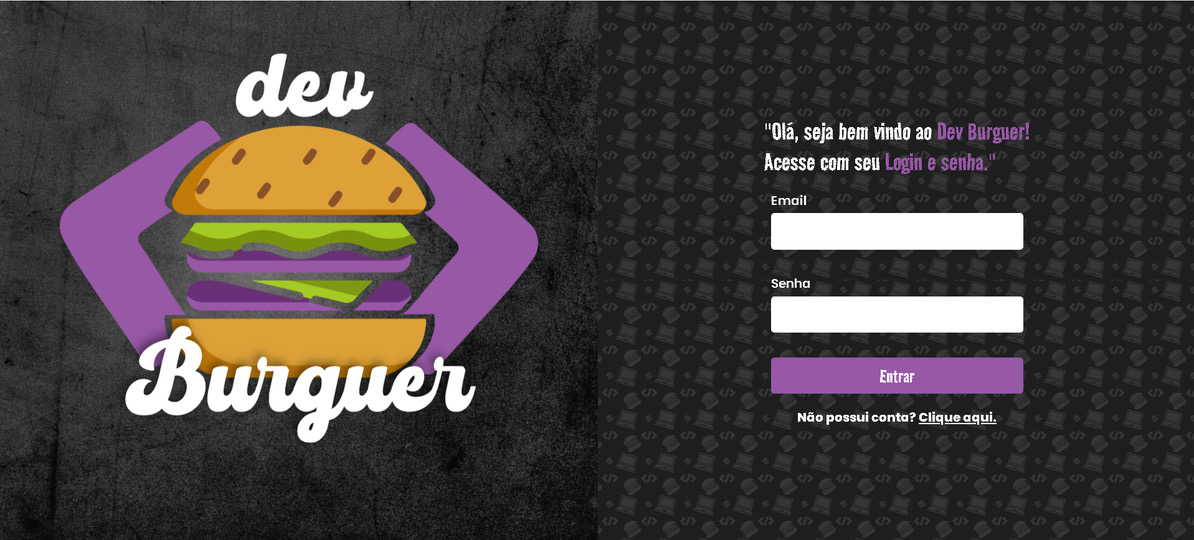 dev
Burguer
"Olá, seja bem vindo ao Dev Burguer!
Acesse com seu Login e senha."
Email
Senha
Entrar
Não possui conta? Clique aqui.